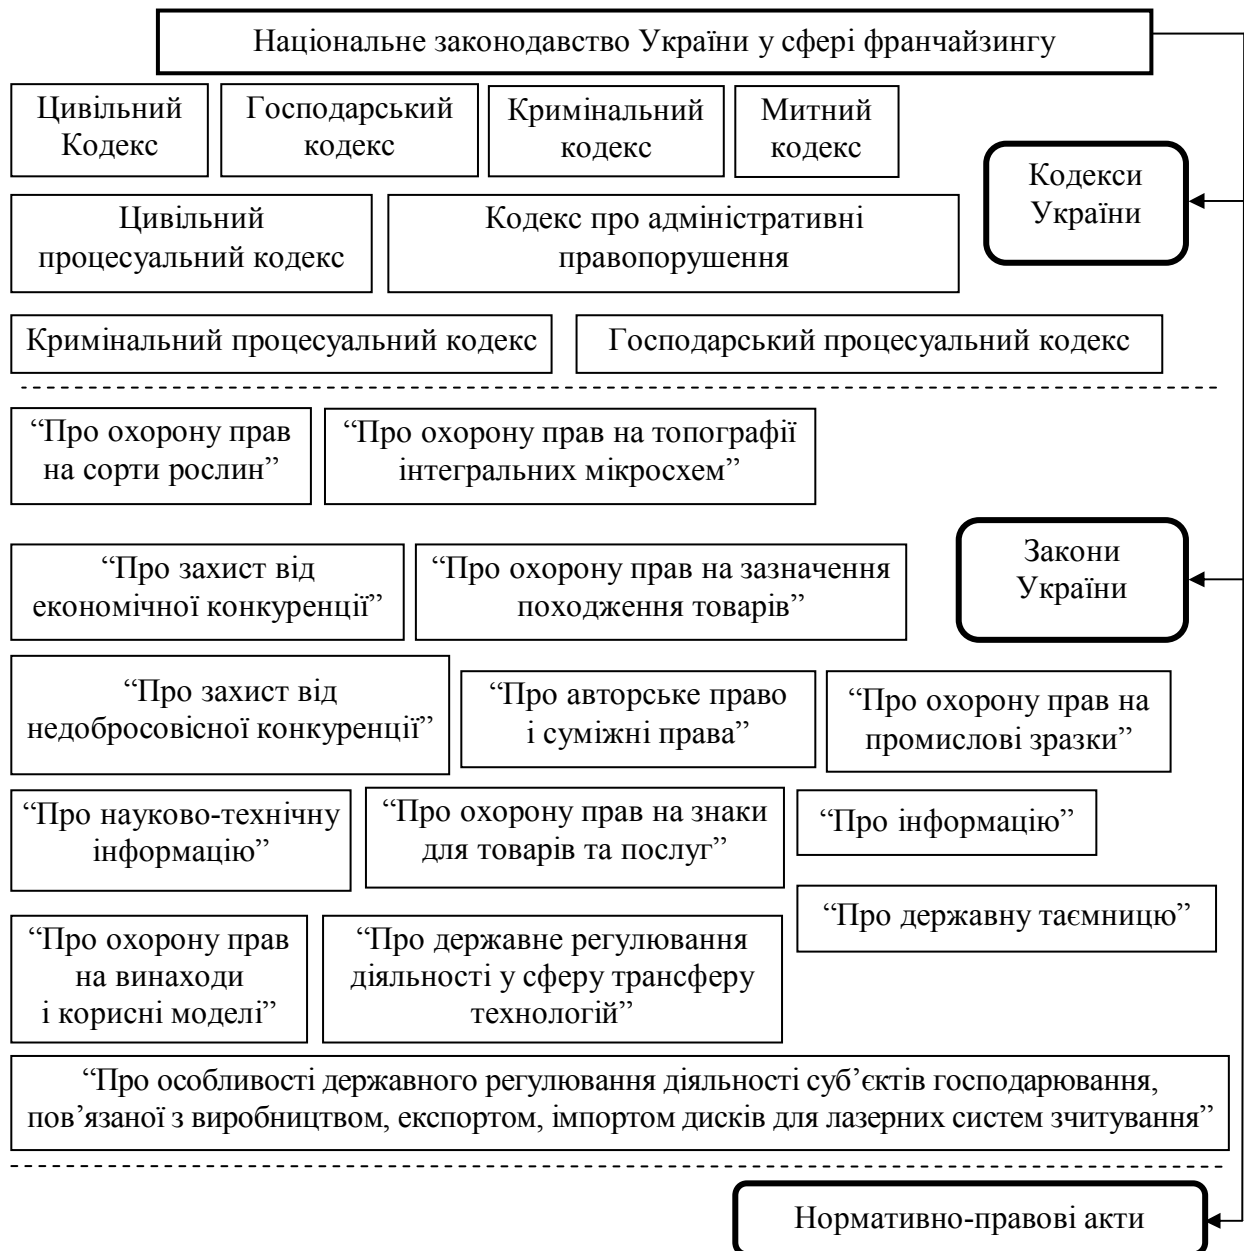 Національне законодавство України у сфері франчайзингу
Цивільний
Кодекс
Господарський
кодекс
Кримінальний
кодекс
Митний
кодекс
Кодекси
України
Цивільний
процесуальний кодекс
Кодекс про адміністративні
правопорушення
Кримінальний процесуальний кодекс
Господарський процесуальний кодекс
“Про охорону прав
на сорти рослин”
“Про охорону прав на топографії
інтегральних мікросхем”
Закони
України
“Про захист від
економічної конкуренції”
“Про охорону прав на зазначення
походження товарів”
“Про захист від
недобросовісної конкуренції”
“Про авторське право
і суміжні права”
“Про охорону прав на
промислові зразки”
“Про науково-технічну
інформацію”
“Про охорону прав на знаки
для товарів та послуг”
“Про інформацію”
“Про державну таємницю”
“Про охорону прав
на винаходи
і корисні моделі”
“Про державне регулювання
діяльності у сферу трансферу
технологій”
“Про особливості державного регулювання діяльності суб’єктів господарювання,
пов’язаної з виробництвом, експортом, імпортом дисків для лазерних систем зчитування”
Нормативно-правові акти